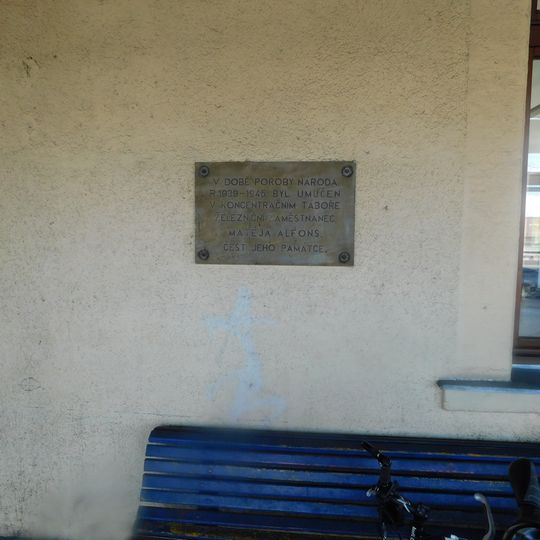 V DOBĚ POROBY NÁRODA
R.1939-1945 BYL UMUČEN
V KONCENTRAČNÍM TÁBOŘE
ŽELEZNIČNÍ ZAMĚSTNANEC
MATĚJA ALFONS.
ČEST JEHO PAMÁTCE.